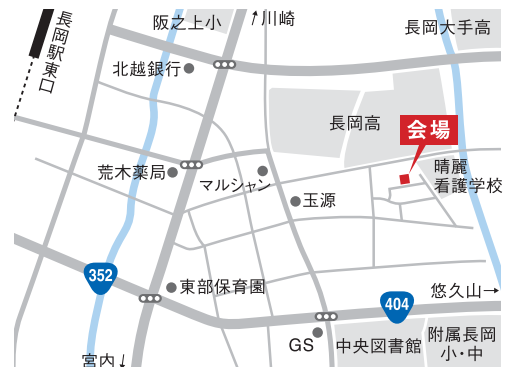 長岡駅東口
阪之上小
↑川崎
長岡大手高
北越銀行
長岡高
会場
荒木薬局
マルシャン
晴麗
看護学校
玉源
352
東部保育園
悠久山→
404
GS
中央図書館
附属長岡
小・中
宮内↓